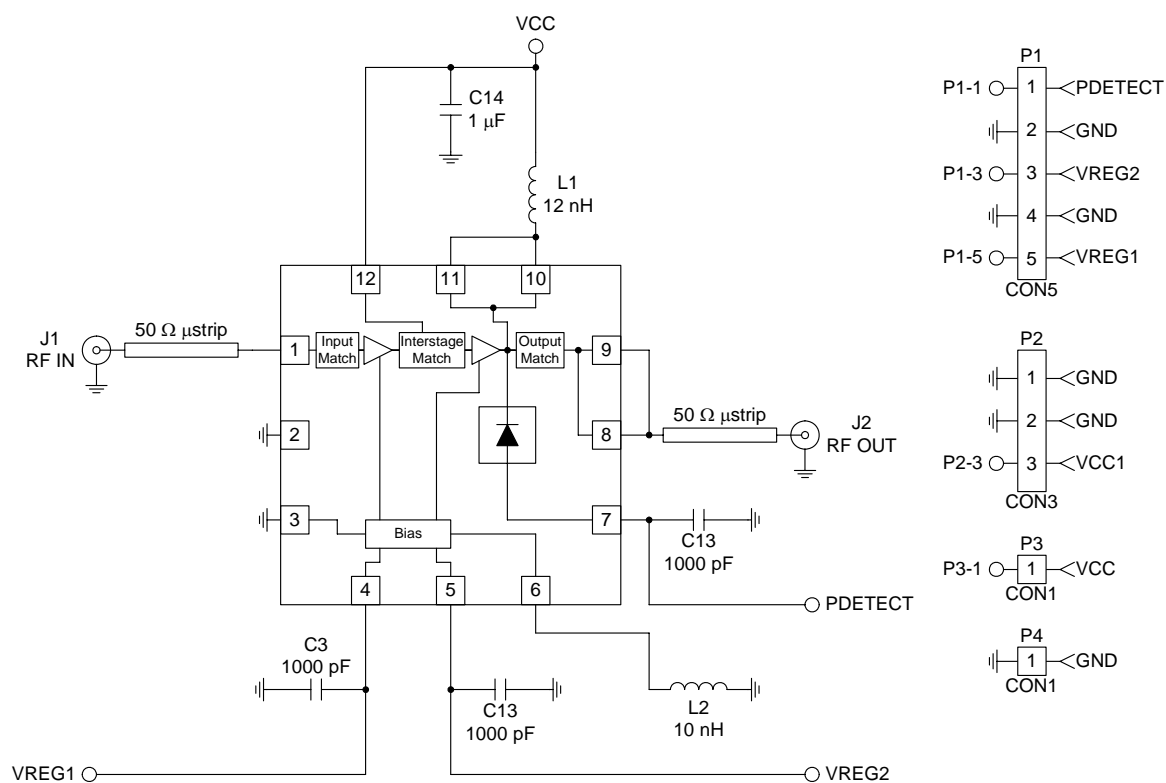 VCC
C14
1 µF
L1
12 nH
12
11
10
J1
RF IN
50 Ω µstrip
1
Input
Match
Interstage
Match
Output
Match
9
2
8
50 Ω µstrip
J2
RF OUT
3
Bias
7
C13
1000 pF
4
5
6
PDETECT
C3
1000 pF
C13
1000 pF
L2
10 nH
VREG1
VREG2
P1
P1-1
1
PDETECT
2
GND
P1-3
3
VREG2
4
GND
P1-5
5
VREG1
CON5
P2
1
GND
2
GND
P2-3
3
VCC1
CON3
P3
P3-1
1
VCC
CON1
P4
1
GND
CON1